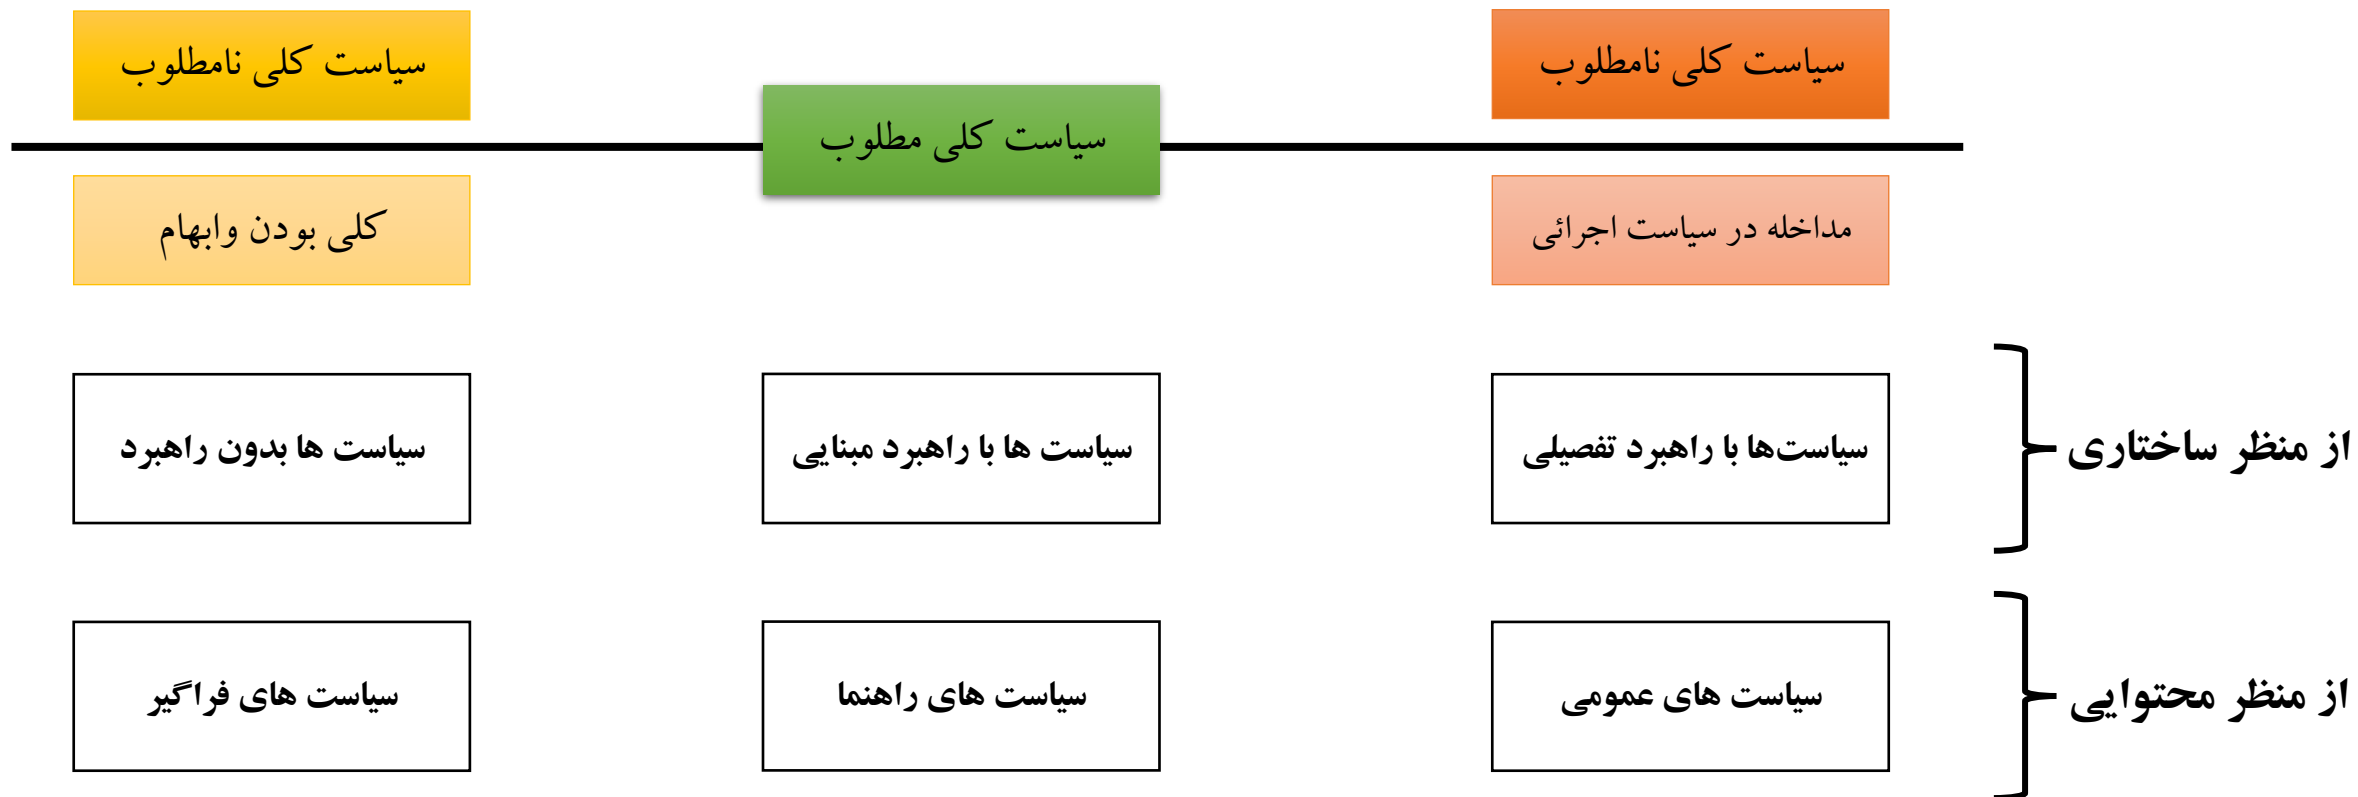 سیاست کلی نامطلوب
سیاست کلی مطلوب
سیاست کلی نامطلوب
مداخله در سیاست اجرائی
کلی بودن وابهام
از منظر ساختاری
سیاست‌ها با راهبرد تفصیلی
سیاست ها با راهبرد مبنایی
سیاست ها بدون راهبرد
از منظر محتوایی
سیاست های عمومی
سیاست های راهنما
سیاست های فراگیر